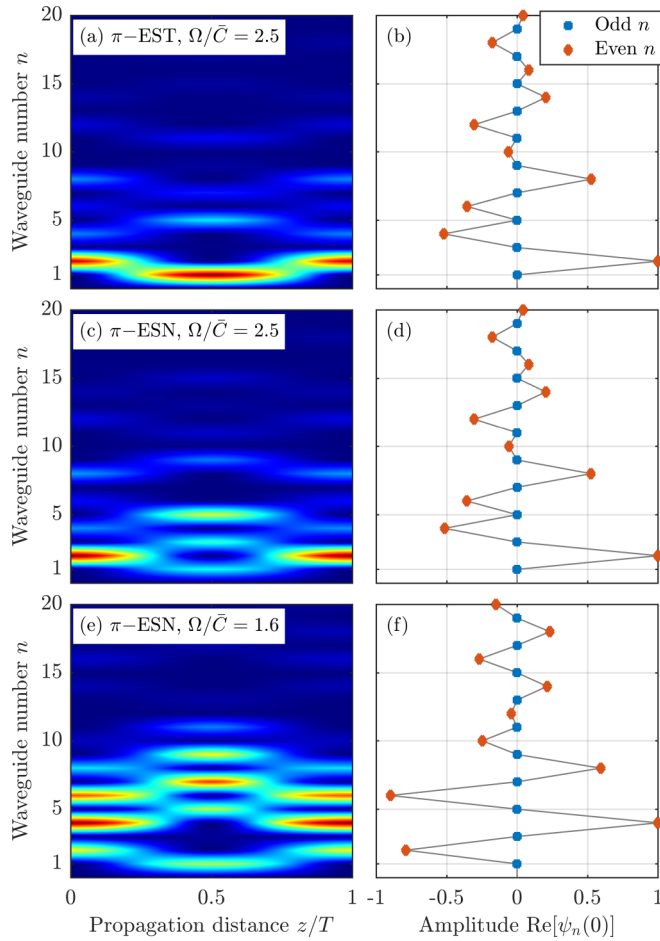 (a) π−EST, Ω/C̄ = 2.5
(b)
Odd n
Even n
Waveguide number n
20
15
10
5
1
(c) π−ESN, Ω/C̄ = 2.5
(d)
Waveguide number n
20
15
10
5
1
(e) π−ESN, Ω/C̄ = 1.6
(f)
Waveguide number n
20
15
10
5
1
0 0.5 1
-1 -0.5 0 0.5 1
Propagation distance z/T
Amplitude Re[ψₙ(0)]